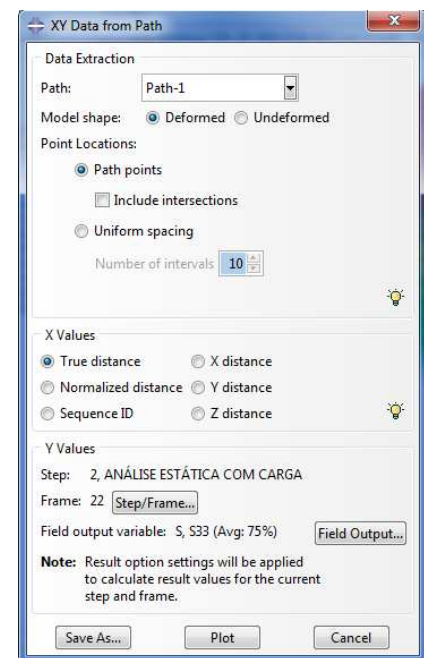 XY Data from Path
Data Extraction
Path: Path-1
Model shape: Deformed Undeformed
Point Locations:
Path points
Include intersections
Uniform spacing
Number of intervals 10
X Values
True distance X distance
Normalized distance Y distance
Sequence ID Z distance
Y Values
Step: 2, ANÁLISE ESTÁTICA COM CARGA
Frame: 22 Step/Frame...
Field output variable: S, S33 (Avg: 75%) Field Output...
Note: Result option settings will be applied
to calculate result values for the current
step and frame.
Save As... Plot Cancel